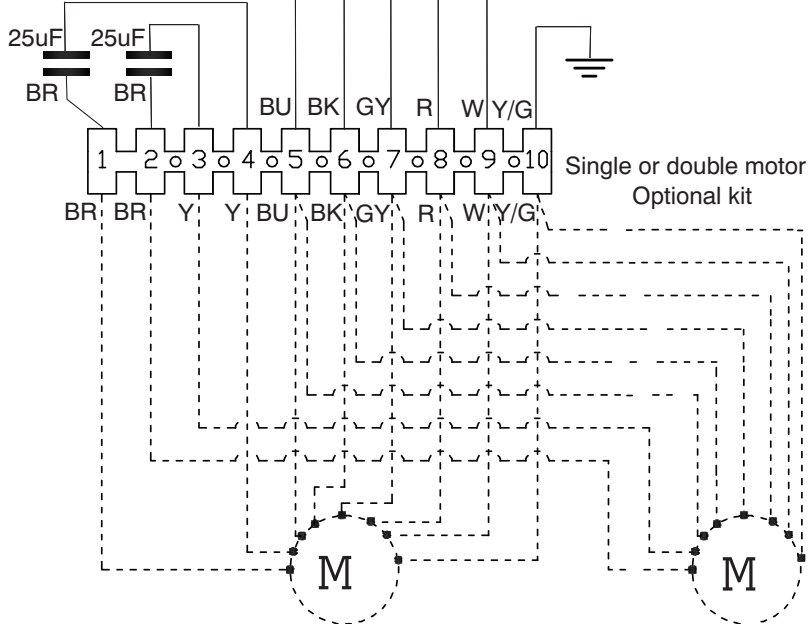 25uF 25uF
BR BR BU BK GY R W Y/G
1 2 3 4 5 6 7 8 9 10
Single or double motor
Optional kit
BR BR Y Y BU BK GY R W Y/G
M M